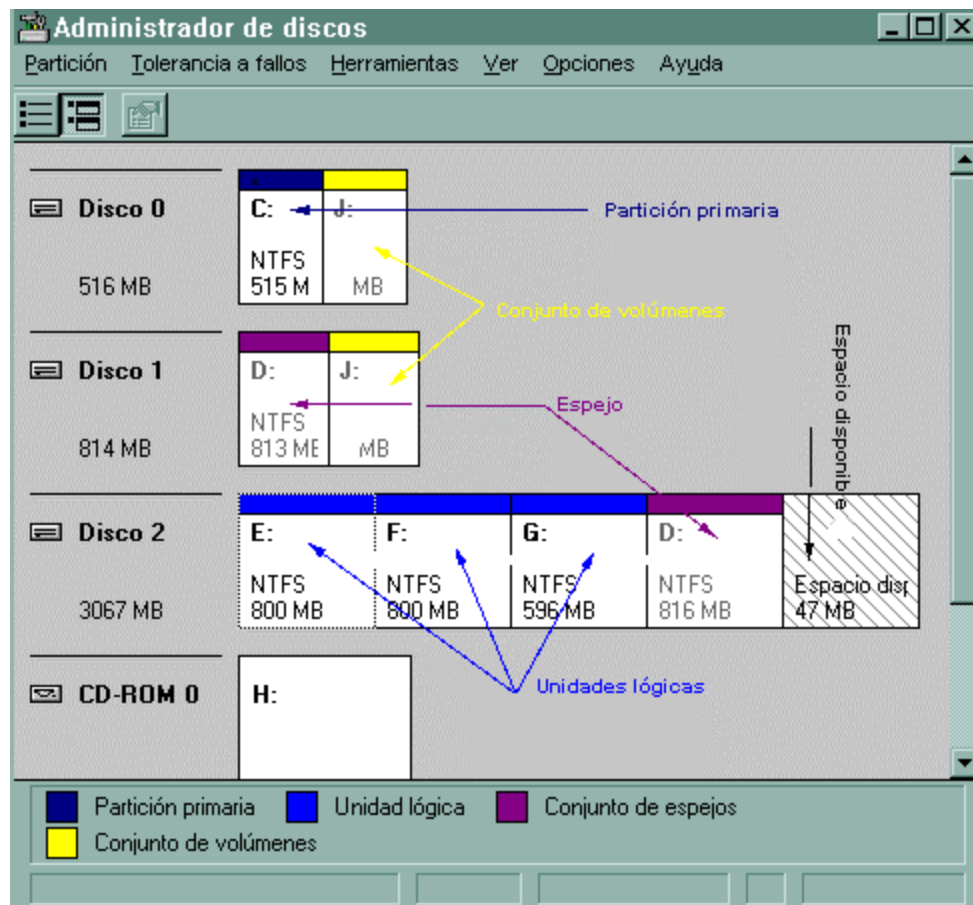 Administrador de discos
Partición Tolerancia a fallos Herramientas Ver Opciones Ayuda
Disco 0
516 MB
C:
NTFS
515 M
J:
MB
Partición primaria
Conjunto de volúmenes
Disco 1
814 MB
D:
NTFS
813 ME
J:
MB
Espejo
Espacio disponible
Disco 2
3067 MB
E:
NTFS
800 MB
F:
NTFS
800 MB
G:
NTFS
596 MB
D:
NTFS
816 MB
Espacio disp
47 MB
Unidades lógicas
CD-ROM 0
H:
Partición primaria
Unidad lógica
Conjunto de espejos
Conjunto de volúmenes